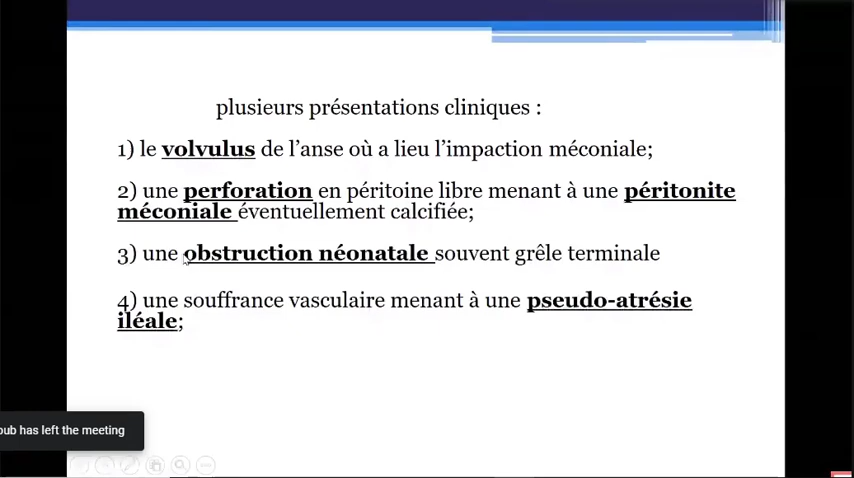 plusieurs présentations cliniques :
1) le volvulus de l’anse où a lieu l’impaction méconiale;
2) une perforation en péritoine libre menant à une péritonite
méconiale éventuellement calcifiée;
3) une obstruction néonatale souvent grêle terminale
4) une souffrance vasculaire menant à une pseudo-atrésie
iléale;
has left the meeting